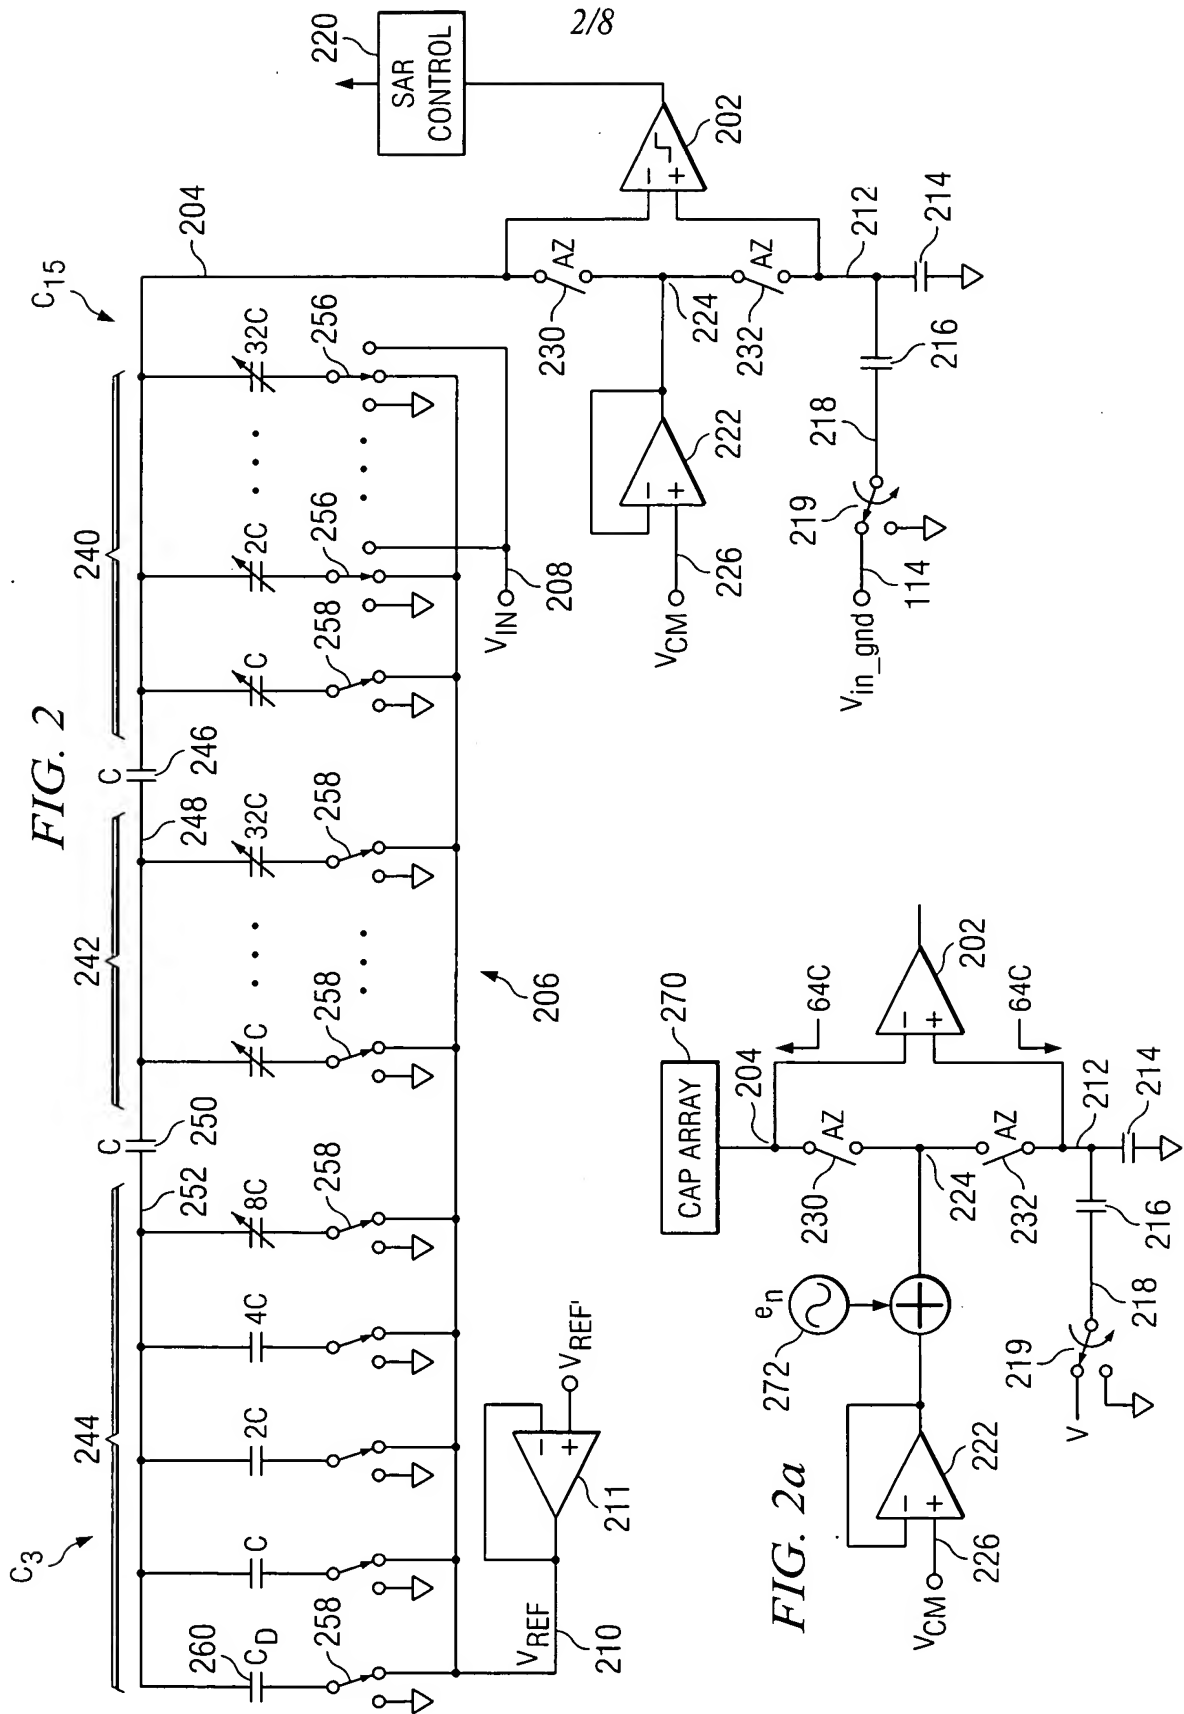 2/8
FIG. 2
C3
C15
244
242
240
252
C
250
248
C
246
204
260
CD
C
2C
4C
8C
C
32C
C
2C
32C
258
258
258
258
258
256
256
206
VREF
210
211
VREF'
VIN
208
220
SAR
CONTROL
202
−
+
AZ
230
224
AZ
232
222
−
+
VCM
226
212
214
216
218
219
114
Vin_gnd
FIG. 2a
270
CAP ARRAY
204
64C
64C
202
−
+
AZ
230
224
AZ
232
en
272
222
−
+
VCM
226
212
214
216
218
219
V